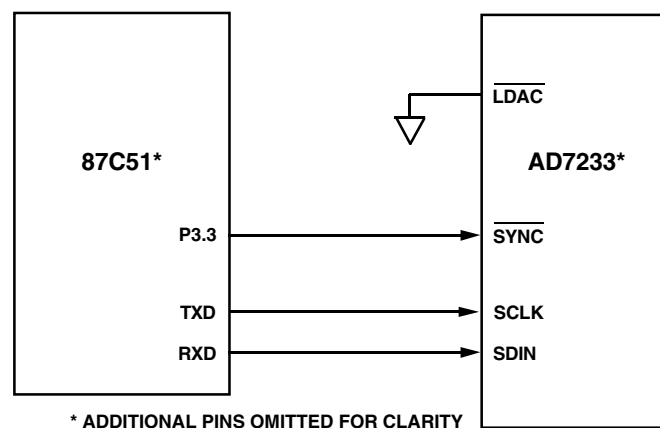 LDAC
87C51*
AD7233*
P3.3
SYNC
TXD
SCLK
RXD
SDIN
* ADDITIONAL PINS OMITTED FOR CLARITY